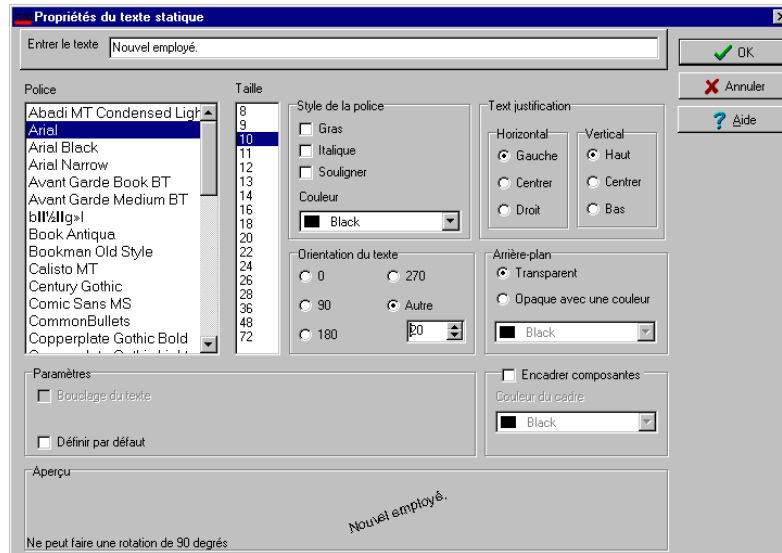 Propriétés du texte statique
Entrer le texte Nouvel employé.
OK
Annuler
Aide
Police
Abadi MT Condensed Ligh
Arial
Arial Black
Arial Narrow
Avant Garde Book BT
Avant Garde Medium BT
Book Antiqua
Bookman Old Style
Calisto MT
Century Gothic
Comic Sans MS
CommonBullets
Copperplate Gothic Bold
Taille
8
9
10
11
12
13
14
16
18
20
22
24
26
28
36
48
72
Style de la police
Gras
Italique
Souligner
Couleur
Black
Text justification
Horizontal
Gauche
Centrer
Droit
Vertical
Haut
Centrer
Bas
Orientation du texte
0 270
90 Autre
180 20
Arrière-plan
Transparent
Opaque avec une couleur
Black
Paramètres
Bouclage du texte
Définir par défaut
Encadrer composantes
Couleur du cadre
Black
Aperçu
Nouvel employé.
Ne peut faire une rotation de 90 degrés